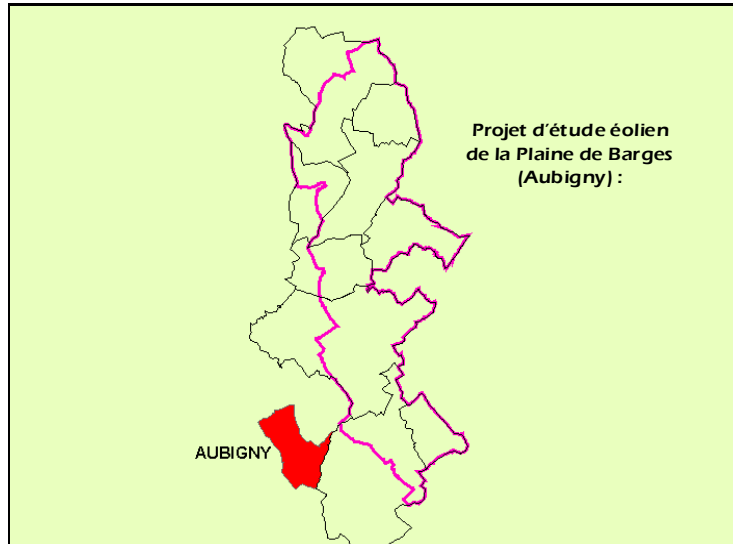 Projet d'étude éolien
de la Plaine de Barges
(Aubigny) :
AUBIGNY